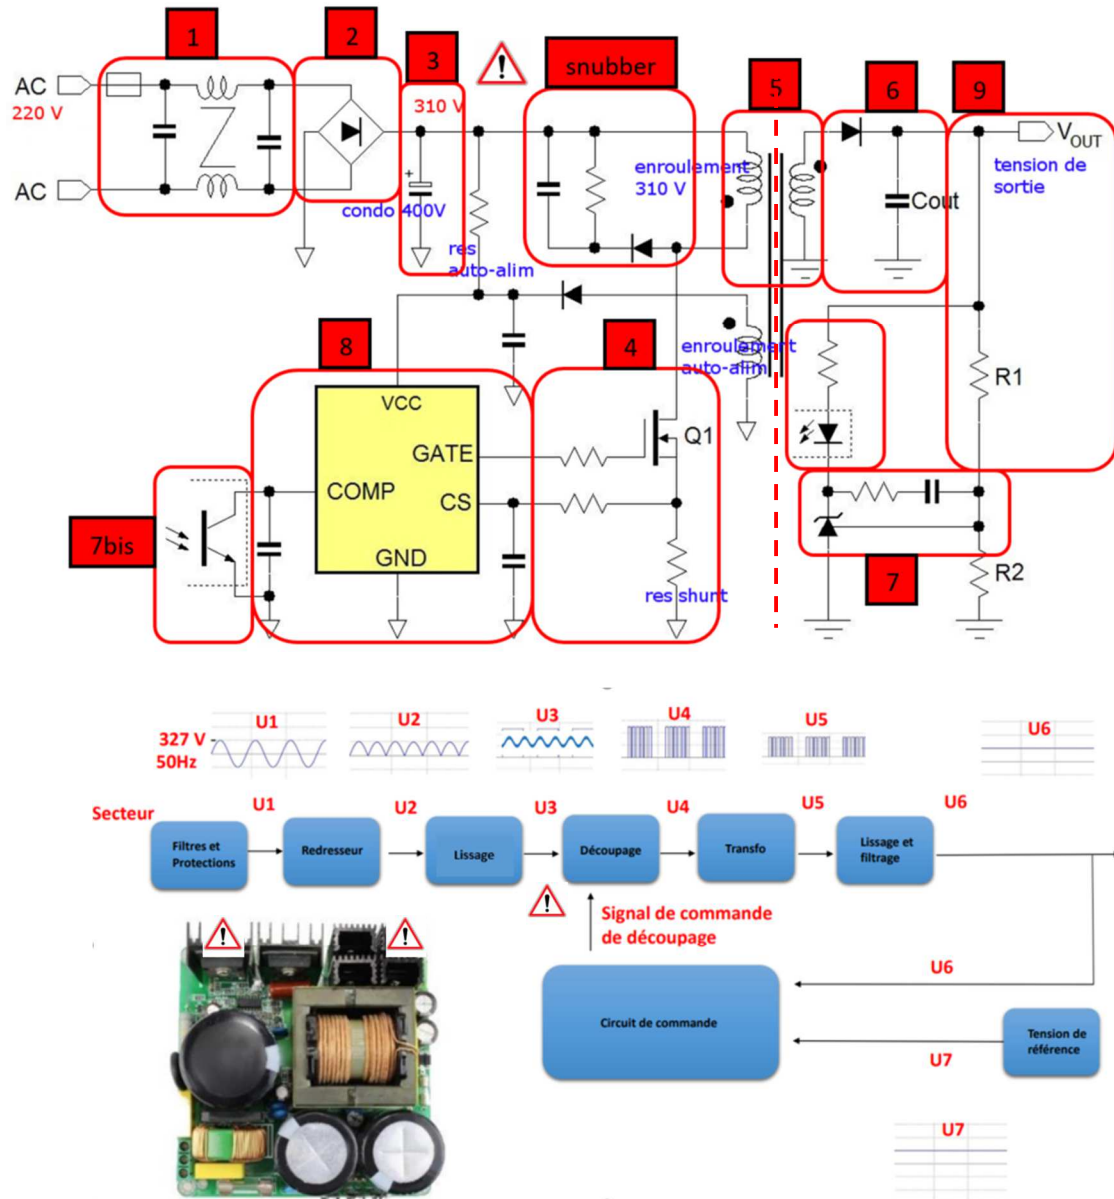 1
2
3
snubber
5
6
9
AC
220 V
310 V
V OUT
enroulement
310 V
tension de
sortie
AC
condo 400V
Cout
res
auto-alim
8
4
enroulement
auto-alim
R1
VCC
Q1
GATE
COMP
CS
7bis
GND
7
R2
res shunt
U1
U2
U3
U4
U5
U6
327 V
50Hz
Secteur
U1
U2
U3
U4
U5
U6
Filtres et
Protections
Redresseur
Lissage
Découpage
Transfo
Lissage et
filtrage
Signal de commande
de découpage
U6
Circuit de commande
Tension de
référence
U7
U7